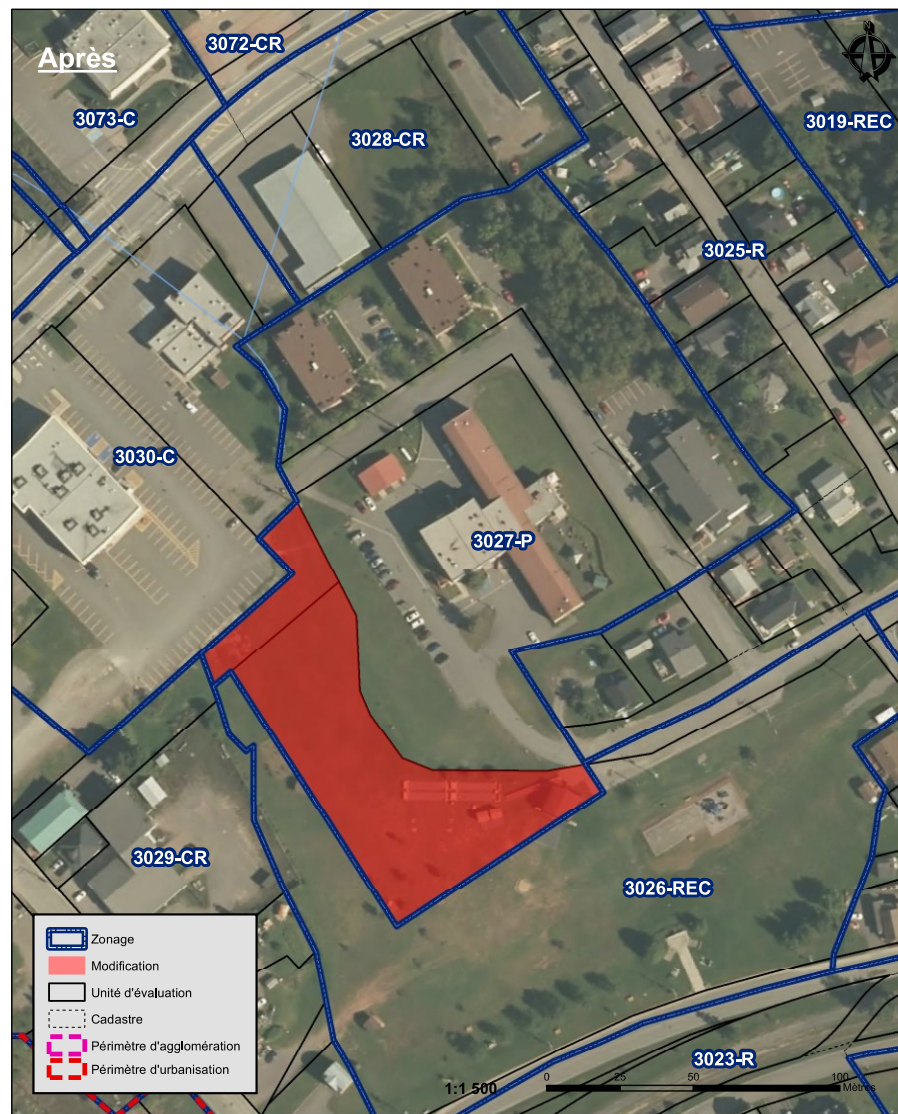 Après
N
3072-CR
3073-C
3028-CR
3019-REC
3025-R
3030-C
3027-P
3029-CR
3026-REC
3023-R
Zonage
Modification
Unité d'évaluation
Cadastre
Périmètre d'agglomération
Périmètre d'urbanisation
1:1 500
0 25 50 100
Mètres